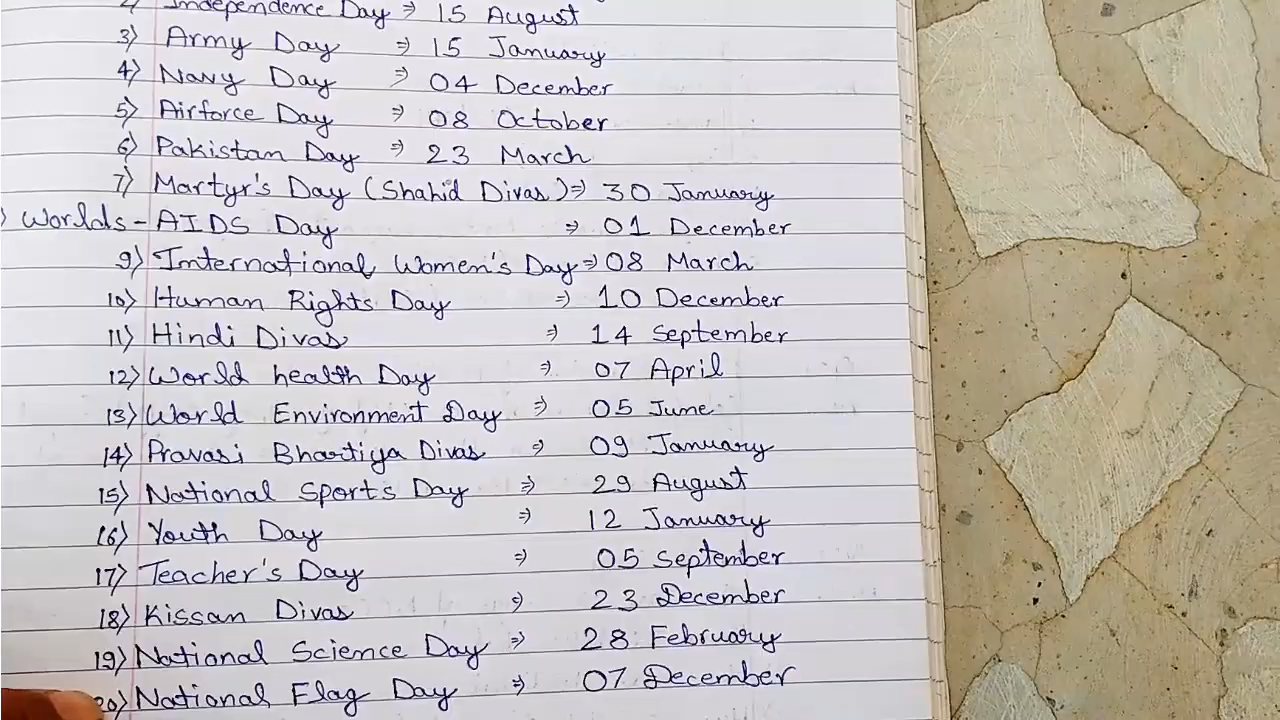 2) Independence Day ⇒ 15 August
3) Army Day ⇒ 15 January
4) Navy Day ⇒ 04 December
5) Airforce Day ⇒ 08 October
6) Pakistan Day ⇒ 23 March
7) Martyr's Day (Shahid Divas) ⇒ 30 January
) Worlds - AIDS Day ⇒ 01 December
9) International Women's Day ⇒ 08 March
10) Human Rights Day ⇒ 10 December
11) Hindi Divas ⇒ 14 September
12) World health Day ⇒ 07 April
13) World Environment Day ⇒ 05 June
14) Pravasi Bhartiya Divas ⇒ 09 January
15) National Sports Day ⇒ 29 August
16) Youth Day ⇒ 12 January
17) Teacher's Day ⇒ 05 September
18) Kissan Divas ⇒ 23 December
19) National Science Day ⇒ 28 February
20) National Flag Day ⇒ 07 December